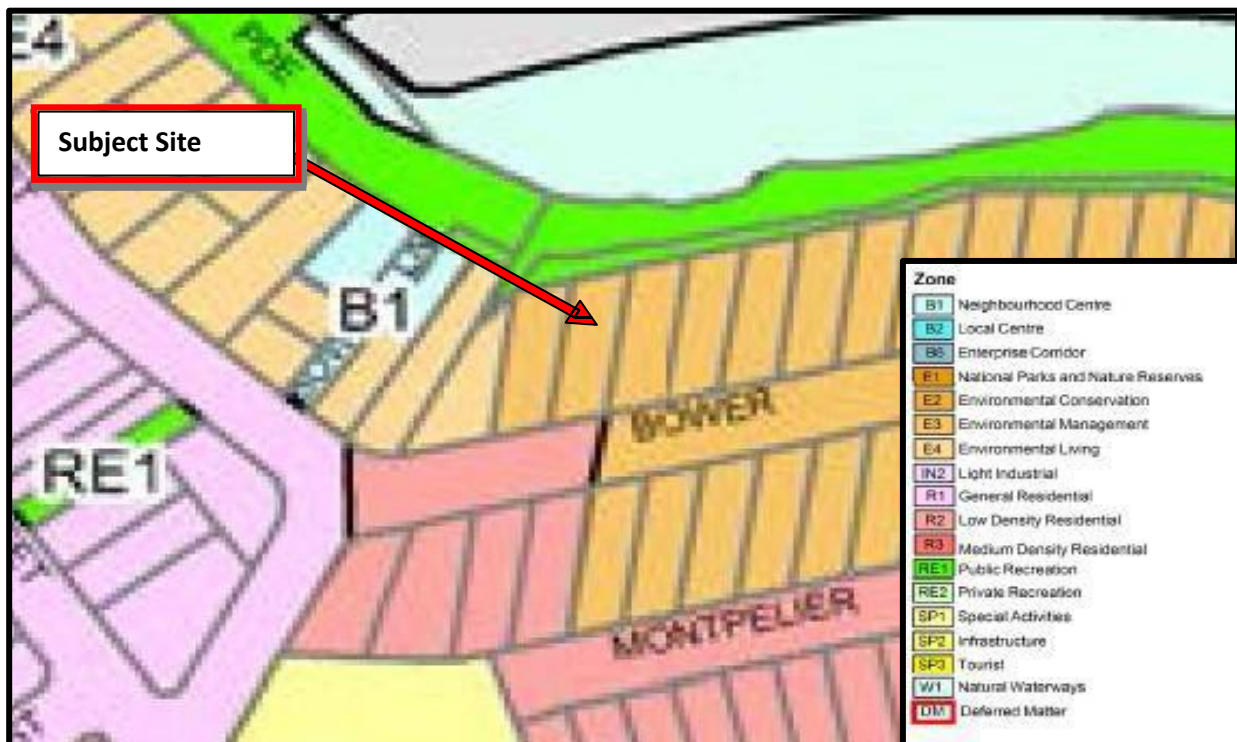 E4
PDE
Subject Site
B1
RE1
BOWER
MONTPELIER
Zone
B1 Neighbourhood Centre
B2 Local Centre
B6 Enterprise Corridor
E1 National Parks and Nature Reserves
E2 Environmental Conservation
E3 Environmental Management
E4 Environmental Living
IN2 Light Industrial
R1 General Residential
R2 Low Density Residential
R3 Medium Density Residential
RE1 Public Recreation
RE2 Private Recreation
SP1 Special Activities
SP2 Infrastructure
SP3 Tourist
W1 Natural Waterways
DM Deferred Matter